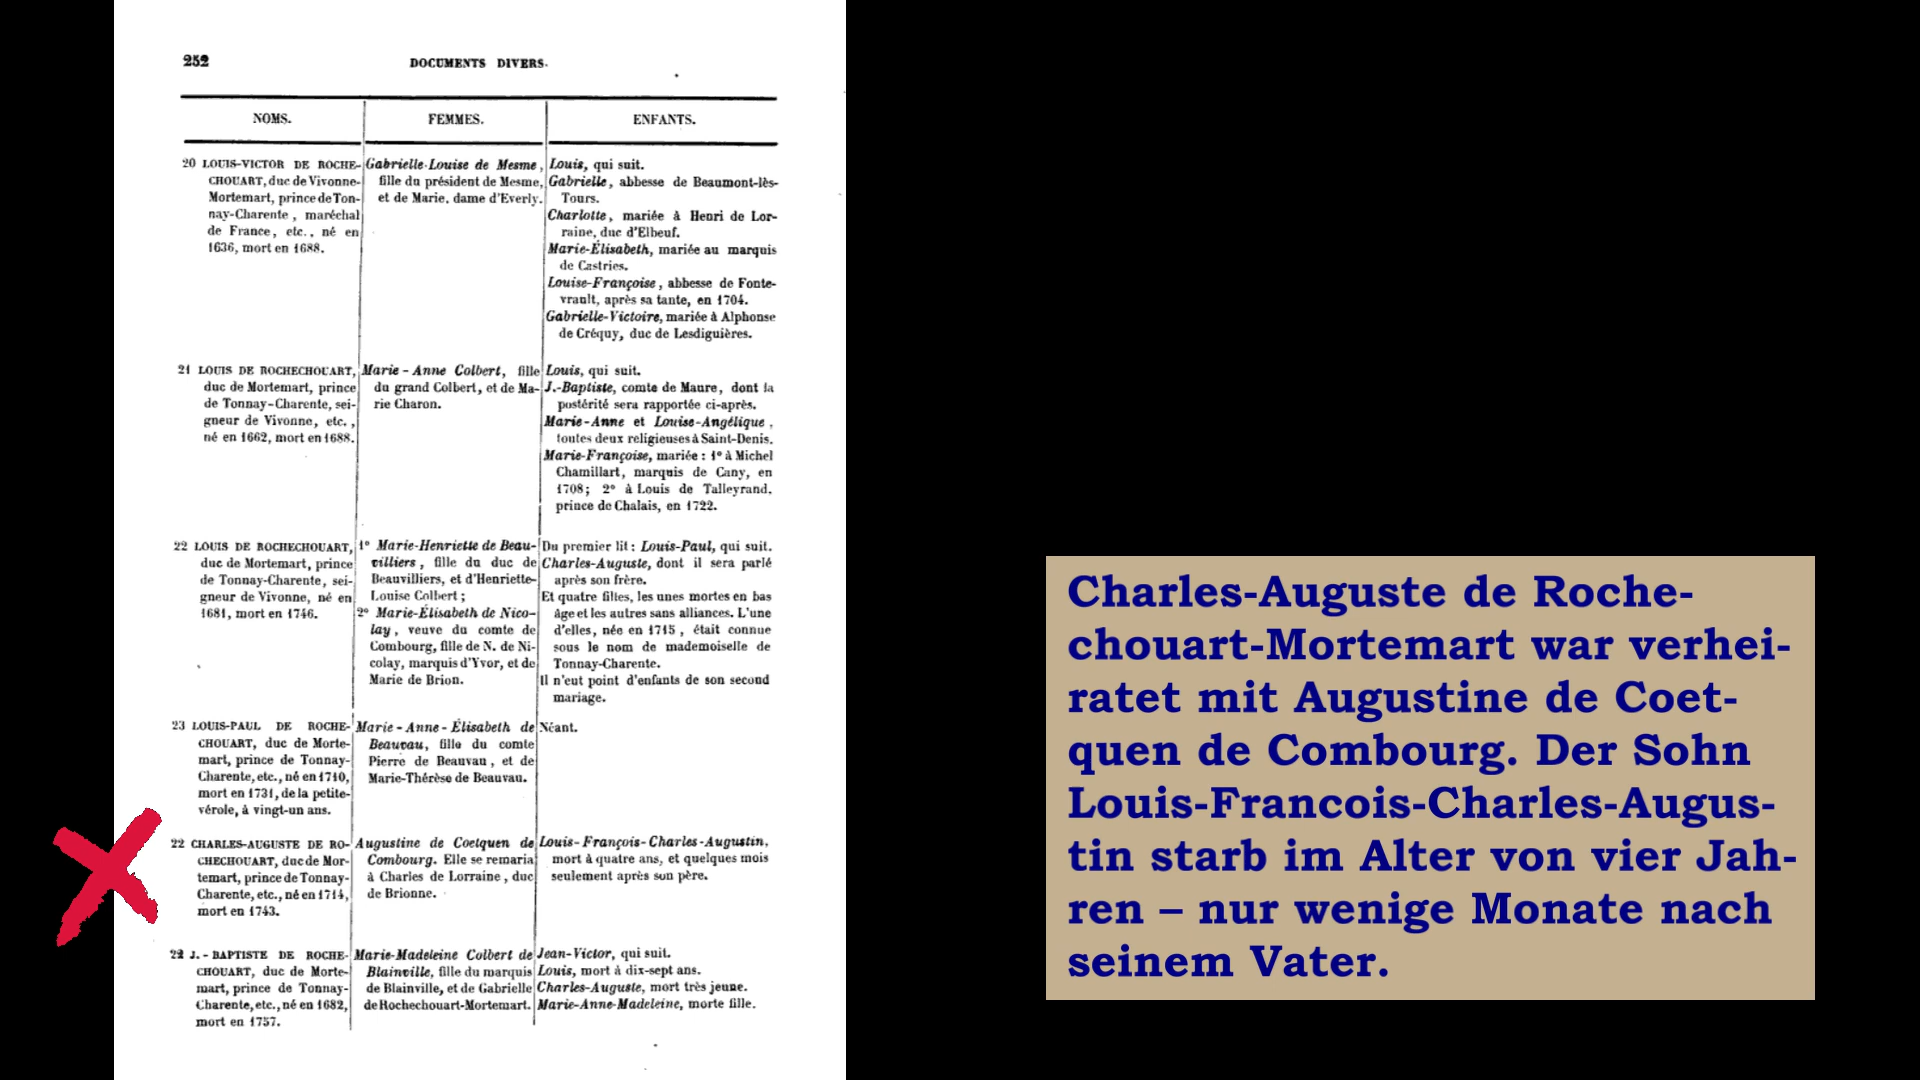 252
DOCUMENTS DIVERS.
NOMS.
FEMMES.
ENFANTS.
20 LOUIS-VICTOR DE ROCHE-
CHOUART, duc de Vivonne-
Mortemart, prince de Ton-
nay-Charente, maréchal
de France, etc., né en
1636, mort en 1688.
Gabrielle-Louise de Mesme,
fille du président de Mesme,
et de Marie, dame d'Everly.
Louis, qui suit.
Gabrielle, abbesse de Beaumont-lès-
Tours.
Charlotte, mariée à Henri de Lor-
raine, duc d'Elbeuf.
Marie-Élisabeth, mariée au marquis
de Castries.
Louise-Françoise, abbesse de Fonte-
vrault, après sa tante, en 1704.
Gabrielle-Victoire, mariée à Alphonse
de Créquy, duc de Lesdiguières.
21 LOUIS DE ROCHECHOUART,
duc de Mortemart, prince
de Tonnay-Charente, sei-
gneur de Vivonne, etc.,
né en 1662, mort en 1688.
Marie-Anne Colbert, fille
du grand Colbert, et de Ma-
rie Charon.
Louis, qui suit.
J.-Baptiste, comte de Maure, dont la
postérité sera rapportée ci-après.
Marie-Anne et Louise-Angélique,
toutes deux religieuses à Saint-Denis.
Marie-Françoise, mariée : 1° à Michel
Chamillart, marquis de Cany, en
1708; 2° à Louis de Talleyrand,
prince de Chalais, en 1722.
22 LOUIS DE ROCHECHOUART,
duc de Mortemart, prince
de Tonnay-Charente, sei-
gneur de Vivonne, né en
1681, mort en 1746.
1° Marie-Henriette de Beau-
villiers, fille du duc de
Beauvilliers, et d'Henriette-
Louise Colbert;
2° Marie-Élisabeth de Nico-
lay, veuve du comte de
Combourg, fille de N. de Ni-
colay, marquis d'Yvor, et de
Marie de Brion.
Du premier lit : Louis-Paul, qui suit.
Charles-Auguste, dont il sera parlé
après son frère.
Et quatre filles, les unes mortes en bas
âge et les autres sans alliances. L'une
d'elles, née en 1715, était connue
sous le nom de mademoiselle de
Tonnay-Charente.
Il n'eut point d'enfants de son second
mariage.
23 LOUIS-PAUL DE ROCHE-
CHOUART, duc de Morte-
mart, prince de Tonnay-
Charente, etc., né en 1710,
mort en 1731, de la petite-
vérole, à vingt-un ans.
Marie-Anne-Élisabeth de
Beauvau, fille du comte
Pierre de Beauvau, et de
Marie-Thérèse de Beauvau.
Néant.
22 CHARLES-AUGUSTE DE RO-
CHECHOUART, duc de Mor-
temart, prince de Tonnay-
Charente, etc., né en 1714,
mort en 1743.
Augustine de Coetquen de
Combourg. Elle se remaria
à Charles de Lorraine, duc
de Brionne.
Louis-François-Charles-Augustin,
mort à quatre ans, et quelques mois
seulement après son père.
22 J.-BAPTISTE DE ROCHE-
CHOUART, duc de Morte-
mart, prince de Tonnay-
Charente, etc., né en 1682,
mort en 1757.
Marie-Madeleine Colbert de
Blainville, fille du marquis
de Blainville, et de Gabrielle
de Rochechouart-Mortemart.
Jean-Victor, qui suit.
Louis, mort à dix-sept ans.
Charles-Auguste, mort très jeune.
Marie-Anne-Madeleine, morte fille.
Charles-Auguste de Roche-
chouart-Mortemart war verhei-
ratet mit Augustine de Coet-
quen de Combourg. Der Sohn
Louis-Francois-Charles-Augus-
tin starb im Alter von vier Jah-
ren – nur wenige Monate nach
seinem Vater.